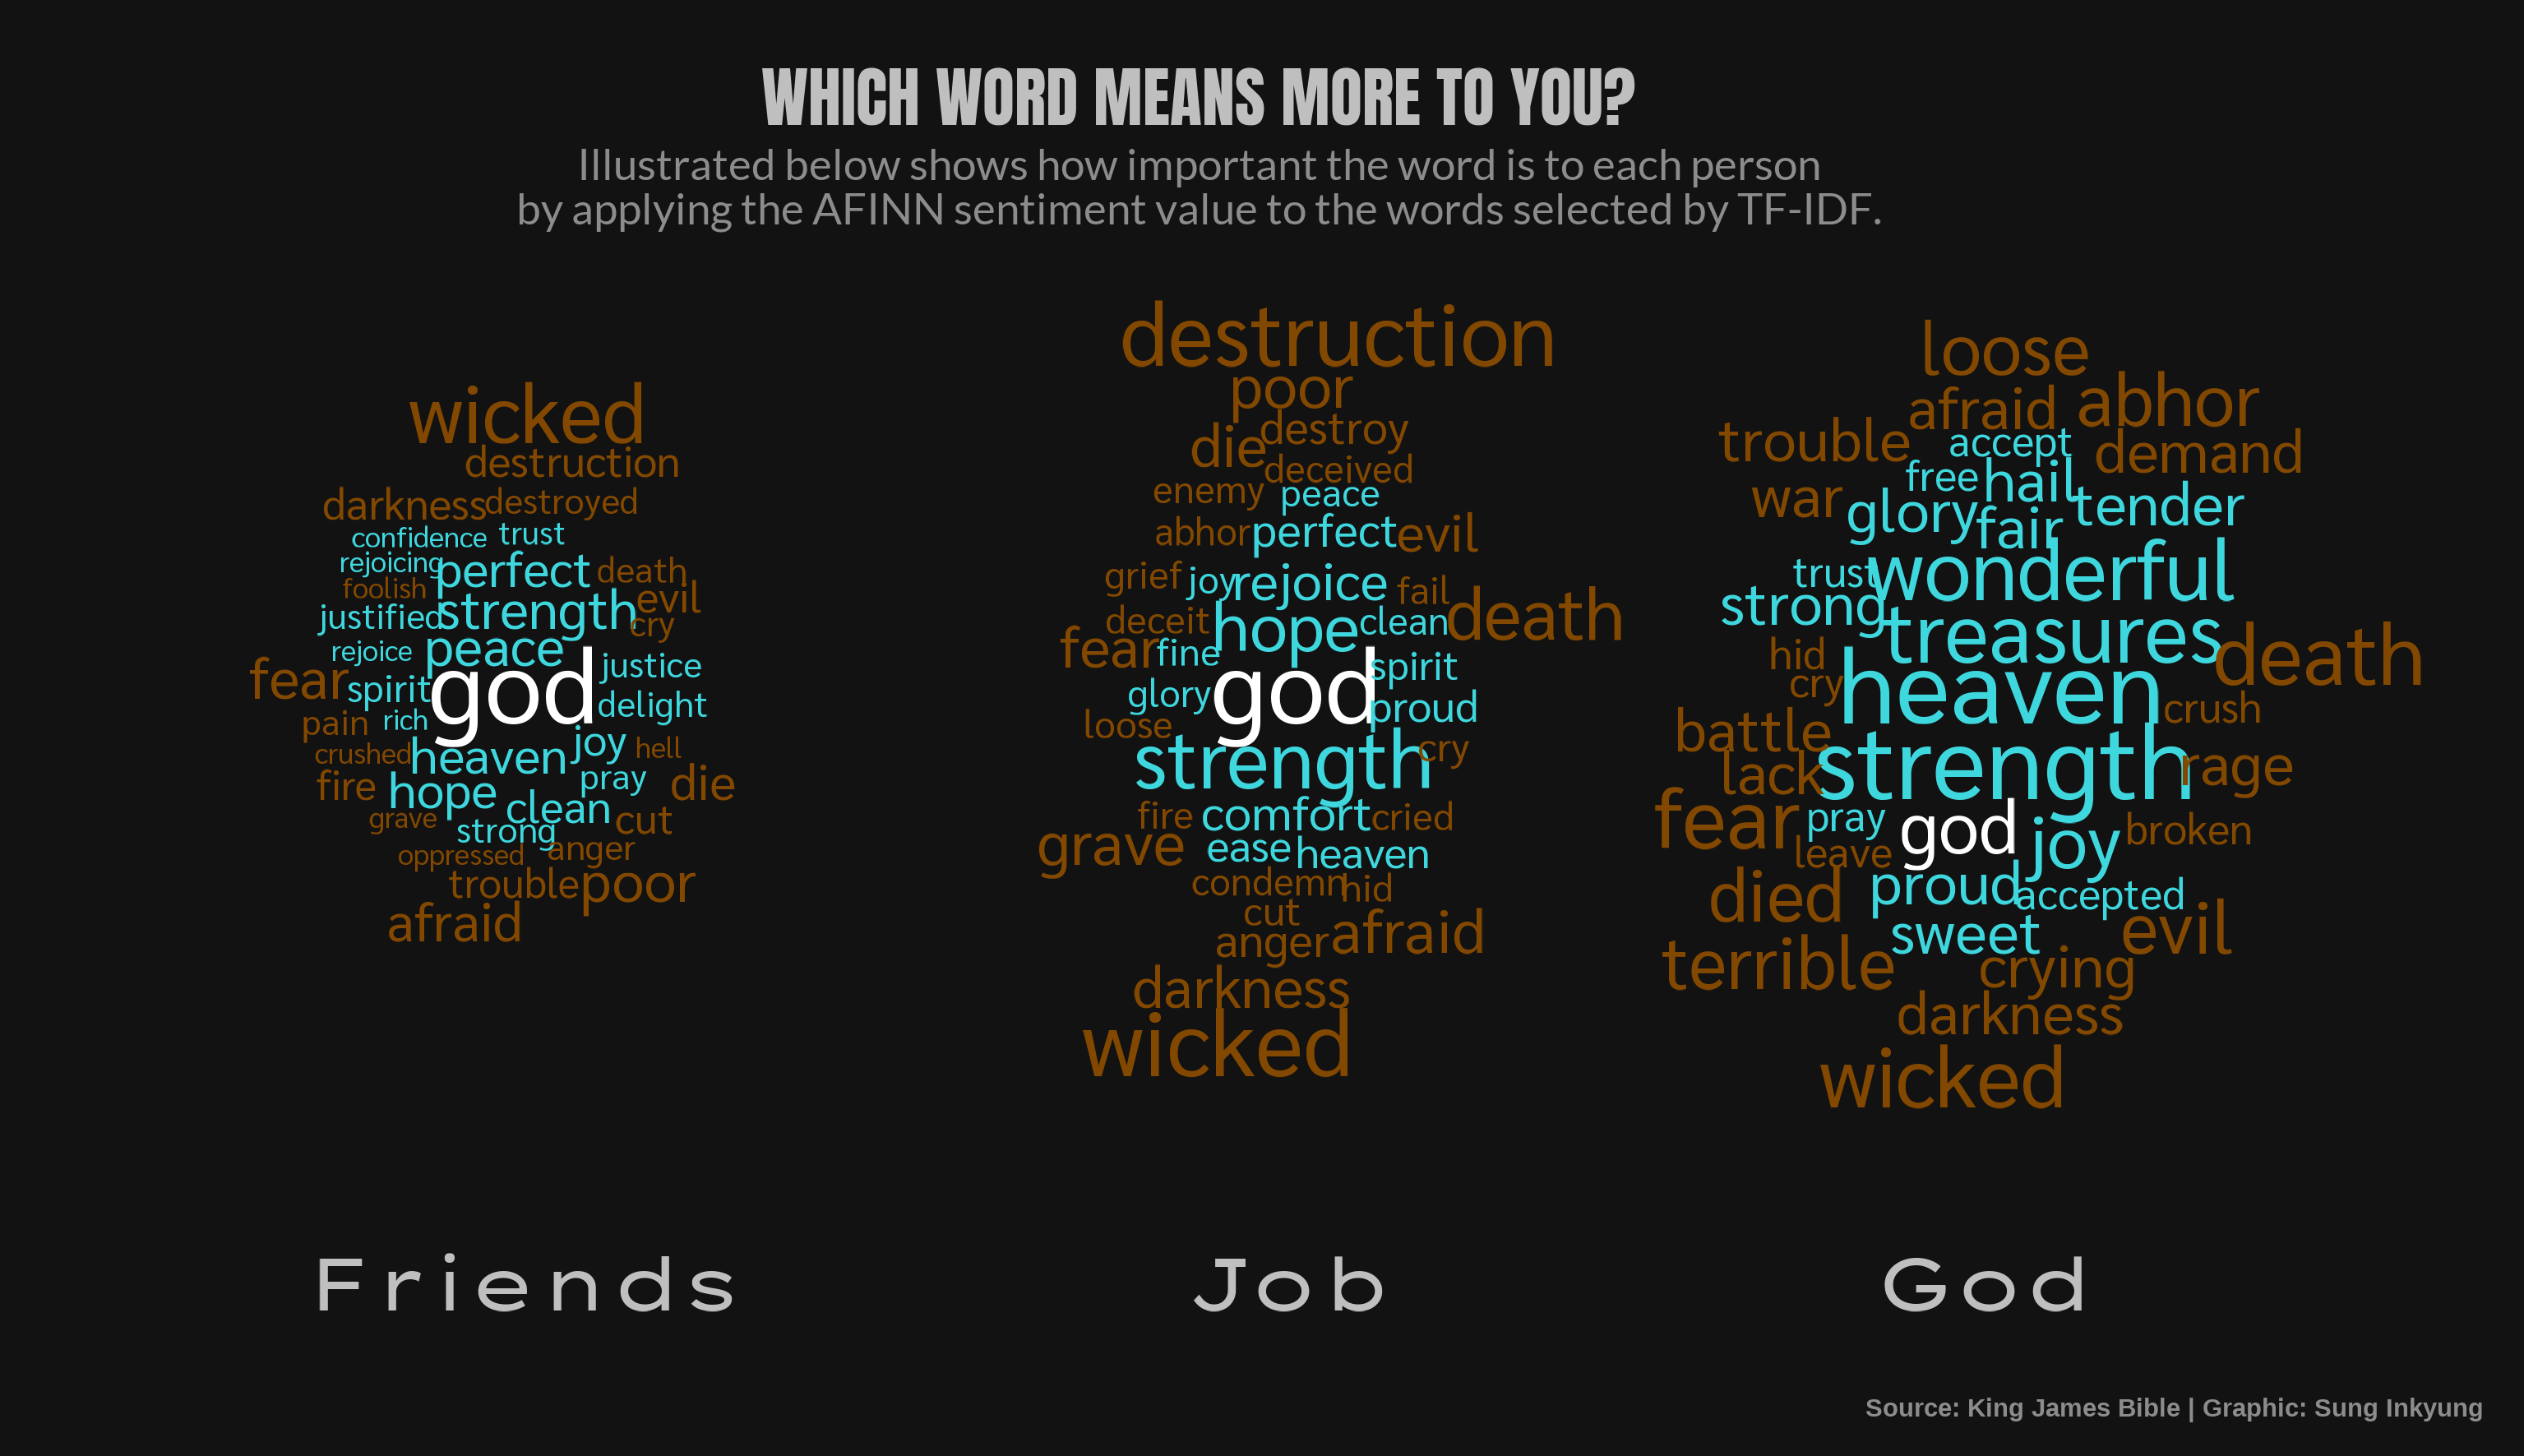 WHICH WORD MEANS MORE TO YOU?
Illustrated below shows how important the word is to each person
by applying the AFINN sentiment value to the words selected by TF-IDF.
wicked
destruction
darkness destroyed
confidence trust
rejoicing perfect death
foolish evil
justified strength cry
rejoice peace justice
fear spirit god delight
pain rich
crushed heaven joy hell
fire hope pray die
grave clean cut
strong
oppressed anger
trouble poor
afraid
destruction
poor
die destroy
deceived
enemy peace
abhor perfect evil
grief joy rejoice fail
deceit hope clean death
fear fine spirit
glory god proud
loose
strength cry
fire comfort cried
grave ease heaven
condemn hid
cut
anger afraid
darkness
wicked
loose
afraid abhor
trouble accept demand
free hail
war glory fair tender
trust wonderful
strong treasures
hid death
cry heaven crush
battle
lack strength rage
fear pray god joy broken
leave
died proud accepted
sweet evil
terrible crying
darkness
wicked
Friends
Job
God
Source: King James Bible | Graphic: Sung Inkyung